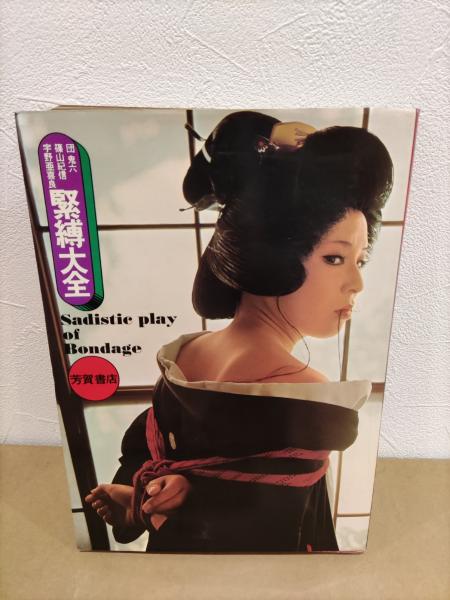 団 鬼六
篠山紀信
宇野亜喜良
緊縛大全
Sadistic play
of
Bondage
芳賀書店